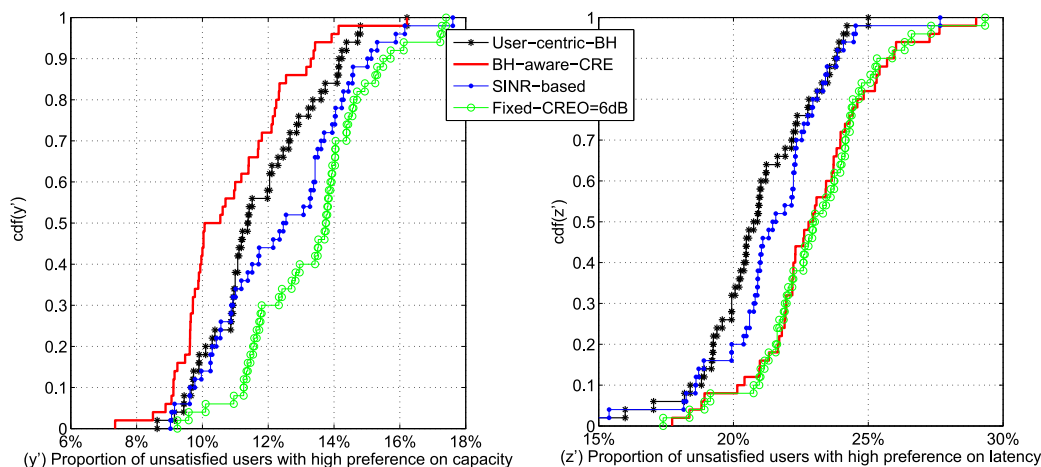 1
0.9
0.8
0.7
0.6
0.5
0.4
0.3
0.2
0.1
0
cdf(y')
6% 8% 10% 12% 14% 16% 18%
(y') Proportion of unsatisfied users with high preference on capacity
User-centric-BH
BH-aware-CRE
SINR-based
Fixed-CREO=6dB
1
0.9
0.8
0.7
0.6
0.5
0.4
0.3
0.2
0.1
0
cdf(z')
15% 20% 25% 30%
(z') Proportion of unsatisfied users with high preference on latency